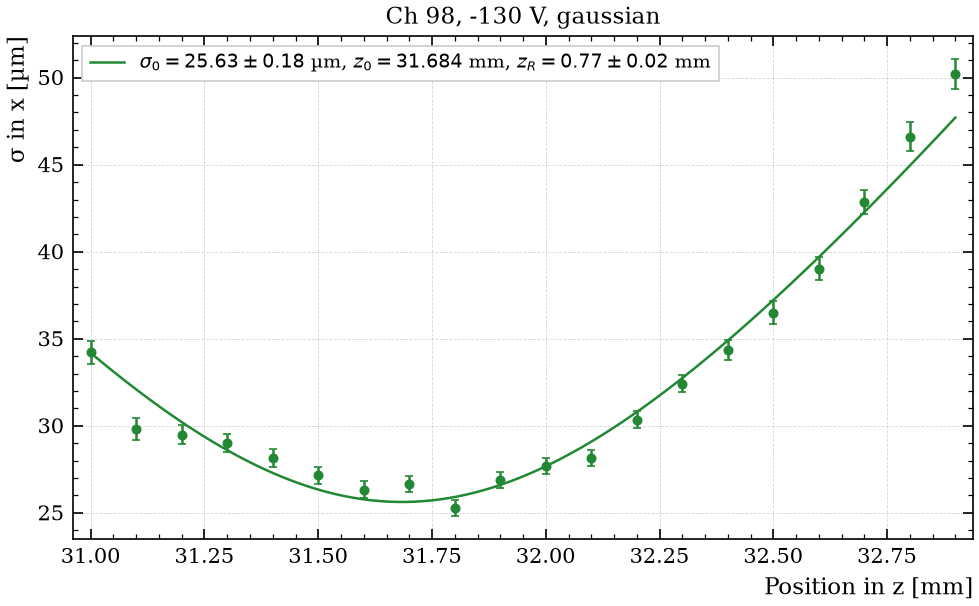 Ch 98, -130 V, gaussian
σ₀ = 25.63 ± 0.18 µm, z₀ = 31.684 mm, z_R = 0.77 ± 0.02 mm
σ in x [µm]
50
45
40
35
30
25
31.00 31.25 31.50 31.75 32.00 32.25 32.50 32.75
Position in z [mm]